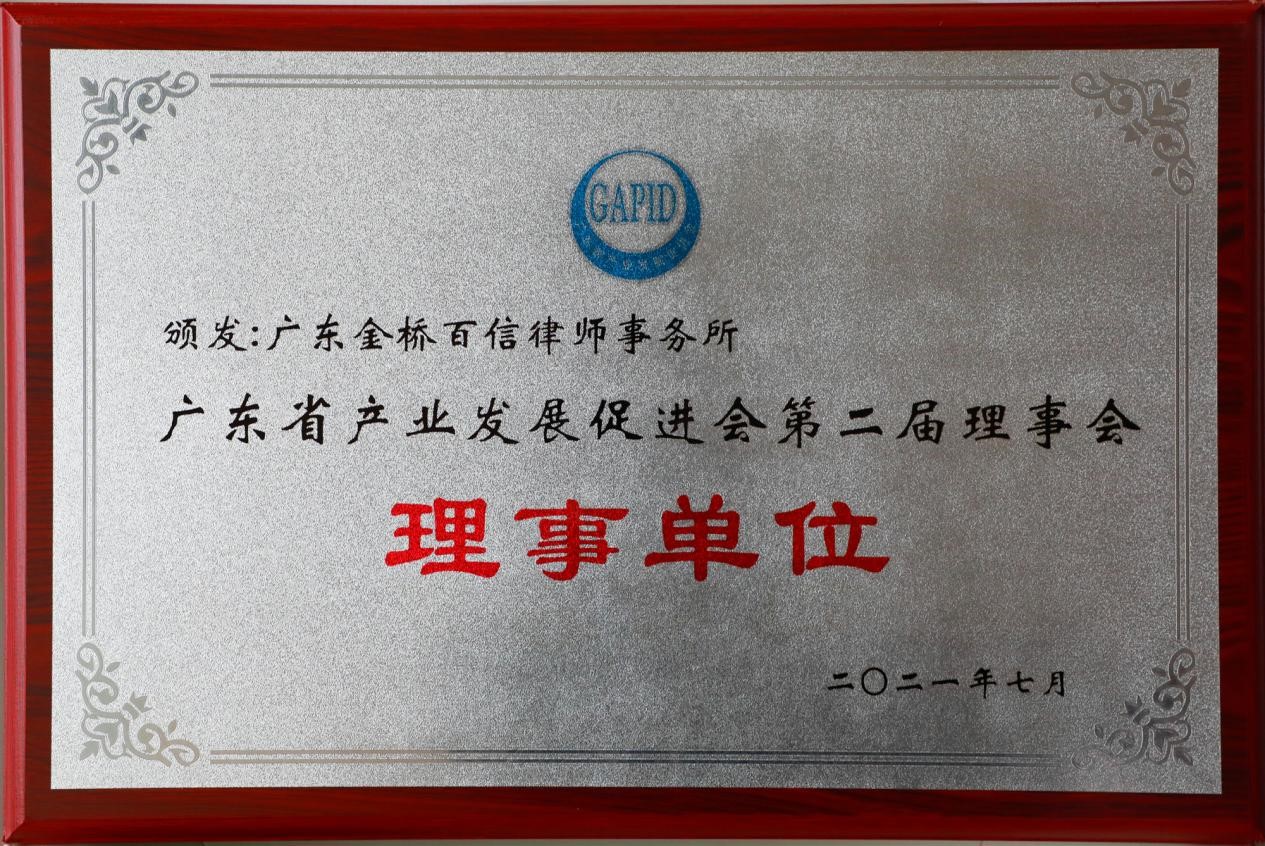 GAPID
颁发:广东金桥百信律师事务所
广东省产业发展促进会第二届理事会
理事单位
二〇二一年七月